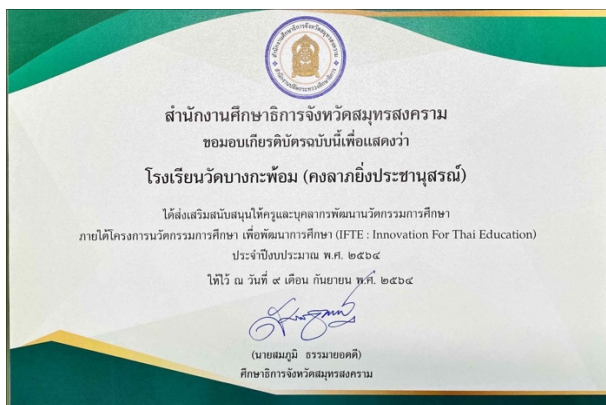 สำนักงานศึกษาธิการจังหวัดสมุทรสงคราม
ขอมอบเกียรติบัตรฉบับนี้เพื่อแสดงว่า
โรงเรียนวัดบางกะพ้อม (คงลาภยิ่งประชานุสรณ์)
ได้ส่งเสริมสนับสนุนให้ครูและบุคลากรพัฒนานวัตกรรมการศึกษา
ภายใต้โครงการนวัตกรรมการศึกษา เพื่อพัฒนาการศึกษา (IFTE : Innovation For Thai Education)
ประจำปีงบประมาณ พ.ศ. ๒๕๖๔
ให้ไว้ ณ วันที่ ๙ เดือน กันยายน พ.ศ. ๒๕๖๔
(นายสมภูมิ ธรรมายอดดี)
ศึกษาธิการจังหวัดสมุทรสงคราม